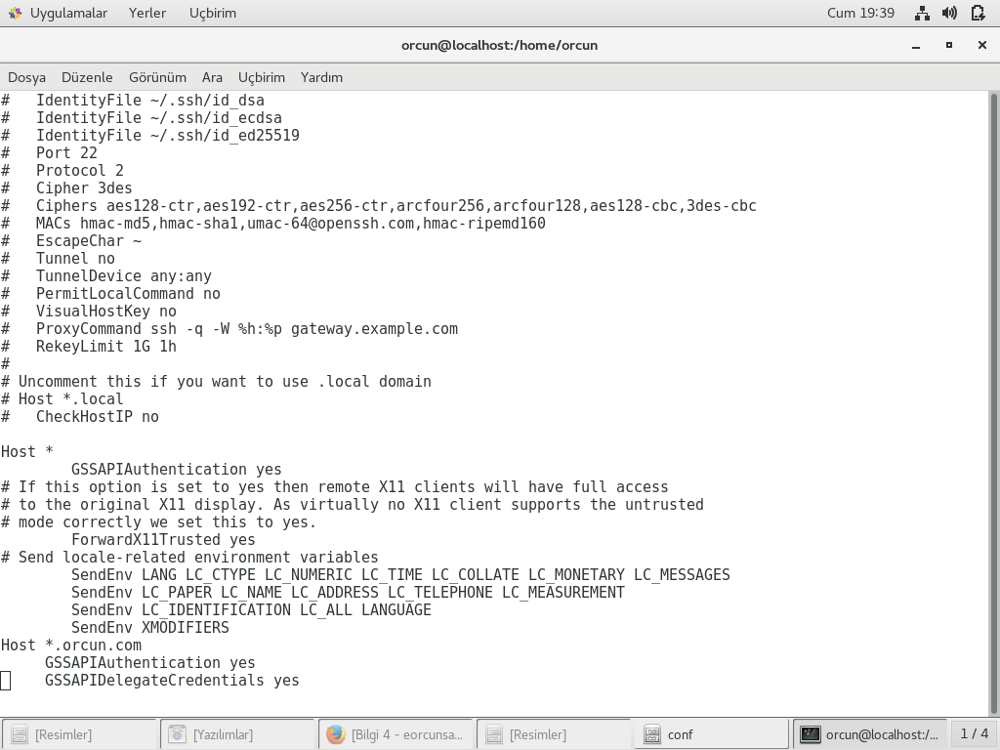 Uygulamalar Yerler Uçbirim Cum 19:39
orcun@localhost:/home/orcun
Dosya Düzenle Görünüm Ara Uçbirim Yardım
#   IdentityFile ~/.ssh/id_dsa
#   IdentityFile ~/.ssh/id_ecdsa
#   IdentityFile ~/.ssh/id_ed25519
#   Port 22
#   Protocol 2
#   Cipher 3des
#   Ciphers aes128-ctr,aes192-ctr,aes256-ctr,arcfour256,arcfour128,aes128-cbc,3des-cbc
#   MACs hmac-md5,hmac-sha1,umac-64@openssh.com,hmac-ripemd160
#   EscapeChar ~
#   Tunnel no
#   TunnelDevice any:any
#   PermitLocalCommand no
#   VisualHostKey no
#   ProxyCommand ssh -q -W %h:%p gateway.example.com
#   RekeyLimit 1G 1h
#
# Uncomment this if you want to use .local domain
# Host *.local
#   CheckHostIP no

Host *
        GSSAPIAuthentication yes
# If this option is set to yes then remote X11 clients will have full access
# to the original X11 display. As virtually no X11 client supports the untrusted
# mode correctly we set this to yes.
        ForwardX11Trusted yes
# Send locale-related environment variables
        SendEnv LANG LC_CTYPE LC_NUMERIC LC_TIME LC_COLLATE LC_MONETARY LC_MESSAGES
        SendEnv LC_PAPER LC_NAME LC_ADDRESS LC_TELEPHONE LC_MEASUREMENT
        SendEnv LC_IDENTIFICATION LC_ALL LANGUAGE
        SendEnv XMODIFIERS
Host *.orcun.com
     GSSAPIAuthentication yes
     GSSAPIDelegateCredentials yes
[Resimler] [Yazılımlar] [Bilgi 4 - eorcunsa... [Resimler] conf orcun@localhost:/... 1 / 4